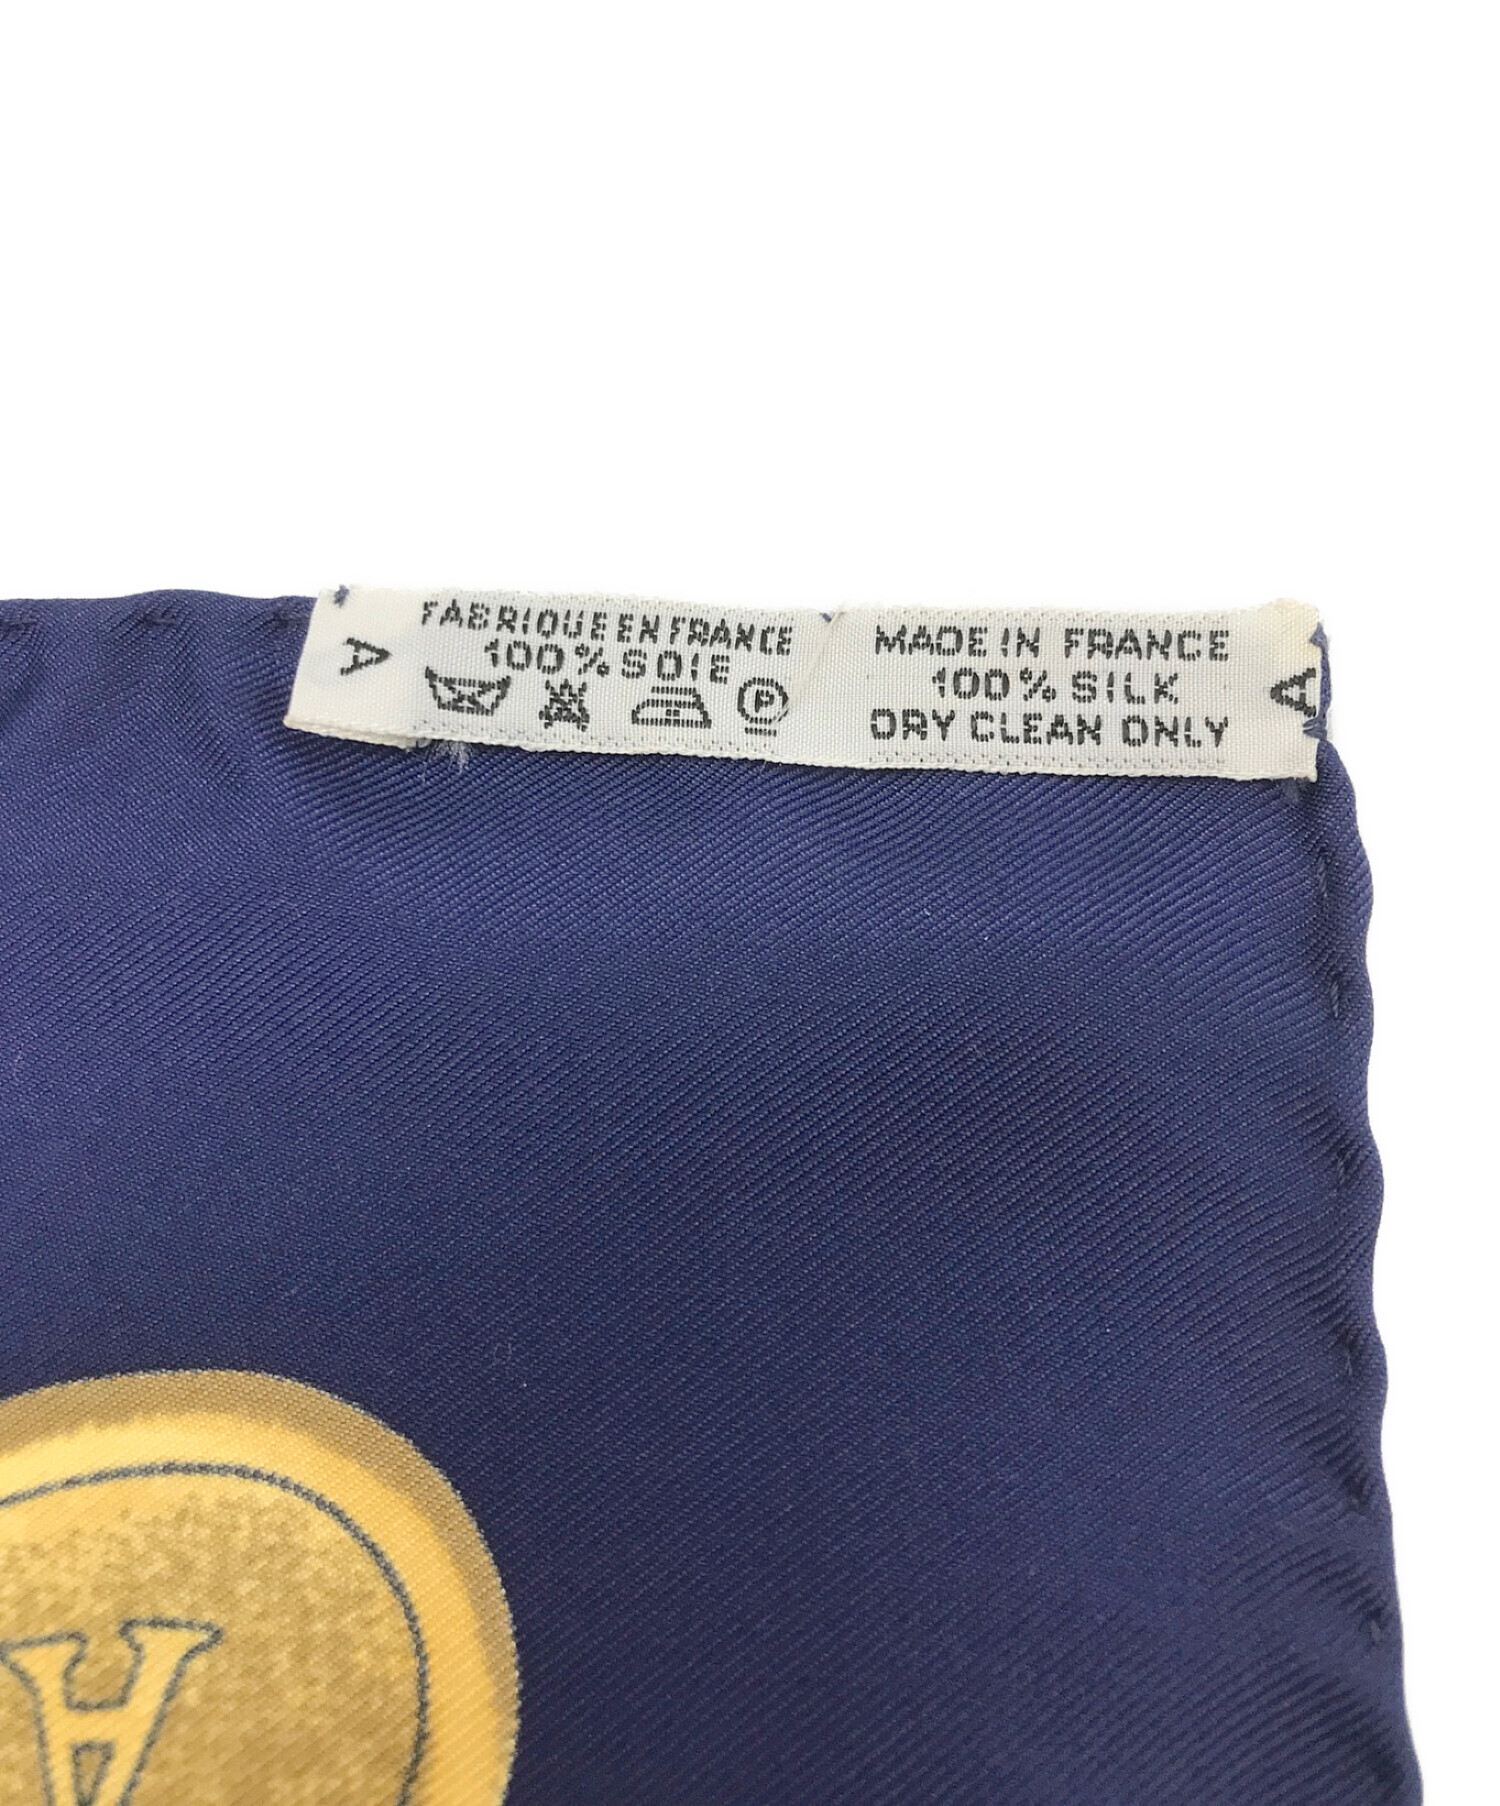 A
FABRIQUE EN FRANCE
100% SOIE
P
MADE IN FRANCE
100% SILK
DRY CLEAN ONLY
A
A